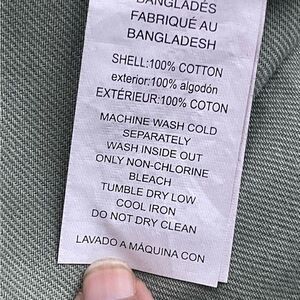 BANGLADÉS
FABRIQUÉ AU
BANGLADESH
SHELL:100% COTTON
exterior:100% algodón
EXTÉRIEUR:100% COTON
MACHINE WASH COLD
SEPARATELY
WASH INSIDE OUT
ONLY NON-CHLORINE
BLEACH
TUMBLE DRY LOW
COOL IRON
DO NOT DRY CLEAN
LAVADO A MÁQUINA CON